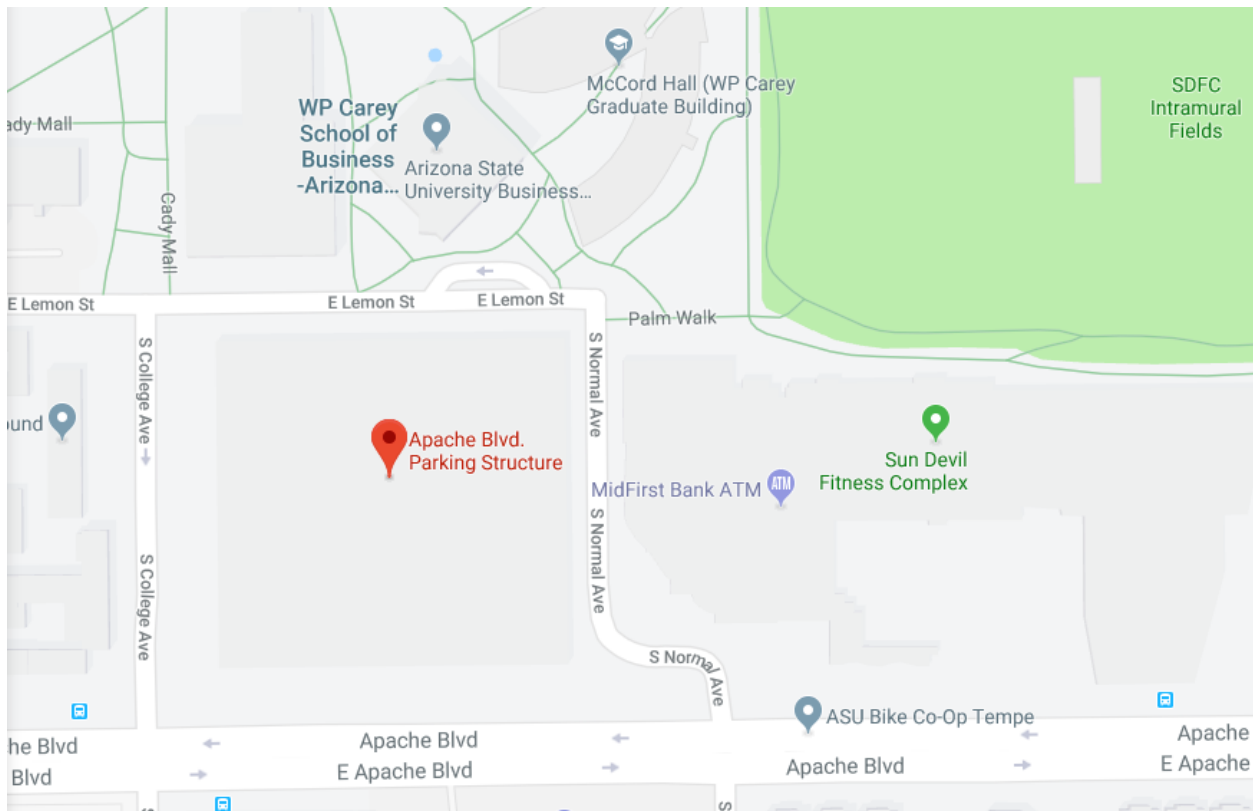 McCord Hall (WP Carey
Graduate Building)
SDFC
Intramural
Fields
ady Mall
WP Carey
School of
Business
-Arizona...
Arizona State
University Business...
Cady Mall
E Lemon St
E Lemon St
E Lemon St
Palm Walk
S College Ave
S Normal Ave
ound
Apache Blvd.
Parking Structure
Sun Devil
Fitness Complex
MidFirst Bank ATM
ATM
S Normal Ave
S College Ave
S Normal Ave
ASU Bike Co-Op Tempe
he Blvd
Apache Blvd
Apache
Blvd
E Apache Blvd
Apache Blvd
E Apache
S
S